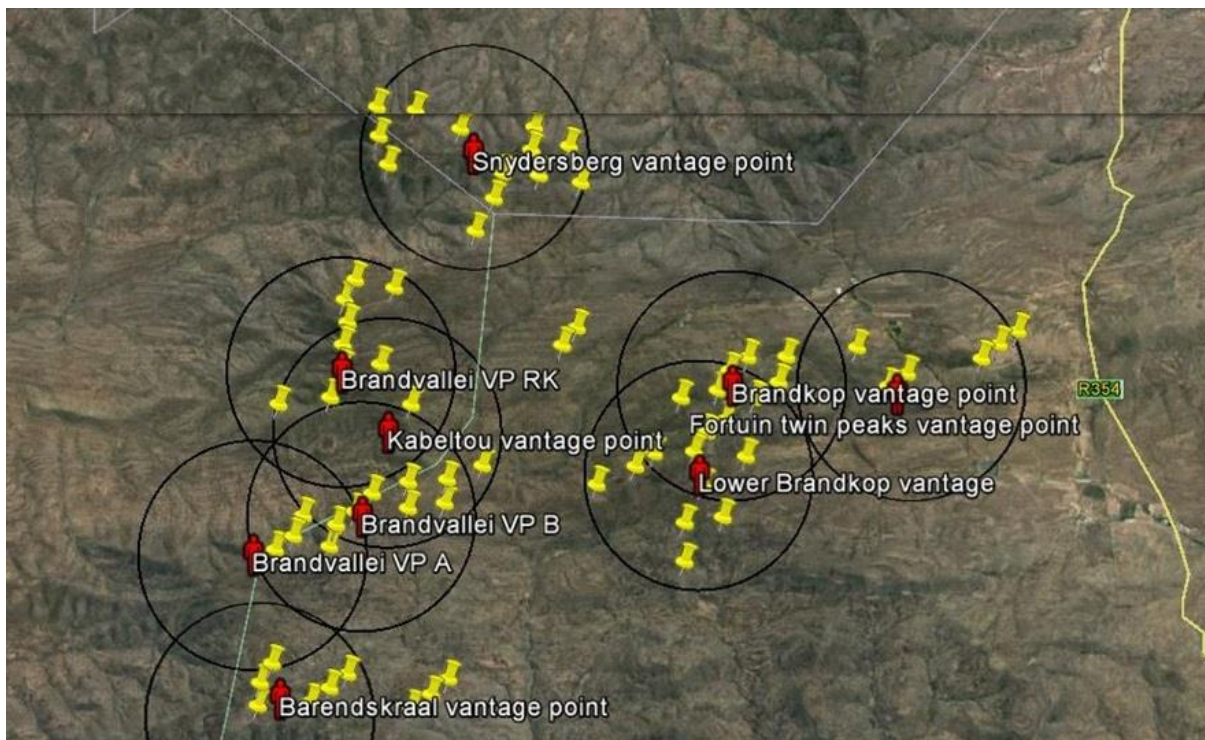 Snydersberg vantage point
Brandvallei VP RK
Brandkop vantage point
R354
Fortuin twin peaks vantage point
Kabeltou vantage point
Lower Brandkop vantage
Brandvallei VP B
Brandvallei VP A
Barendskraal vantage point